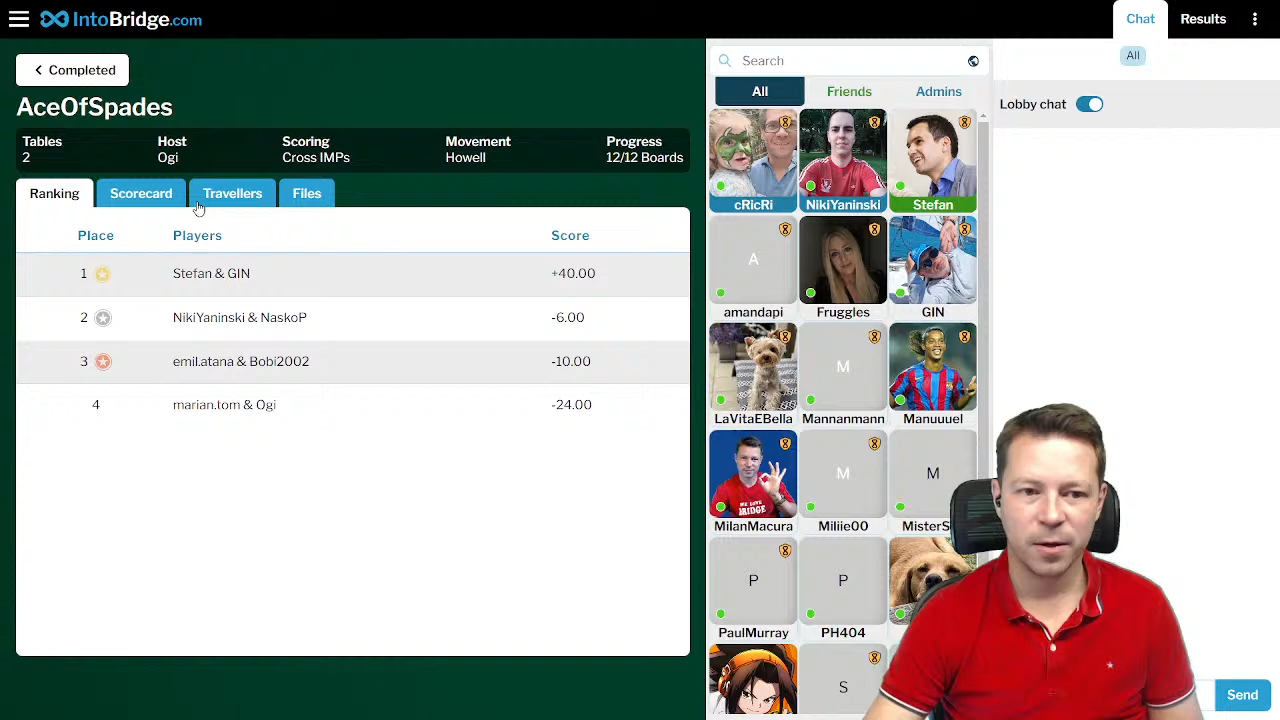 IntoBridge.com
Chat
Results
Completed
AceOfSpades
Tables
2
Host
Ogi
Scoring
Cross IMPs
Movement
Howell
Progress
12/12 Boards
Ranking
Scorecard
Travellers
Files
Place
Players
Score
1
Stefan & GIN
+40.00
2
NikiYaninski & NaskoP
-6.00
3
emil.atana & Bobi2002
-10.00
4
marian.tom & Ogi
-24.00
Search
All
Friends
Admins
cRicRi
NikiYaninski
Stefan
A
amandapi
Fruggles
GIN
LaVitaEBella
M
Mannanmann
Manuuuel
WE LOVE
BRIDGE
MilanMacura
M
Miliie00
M
MisterS
P
PaulMurray
P
PH404
S
All
Lobby chat
Send